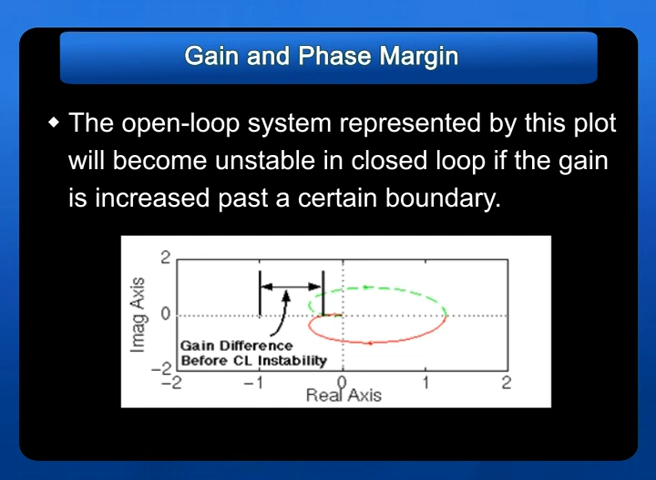 Gain and Phase Margin
◆ The open-loop system represented by this plot
will become unstable in closed loop if the gain
is increased past a certain boundary.
2
0
-2
Imag Axis
Gain Difference
Before CL Instability
-2 -1 0 1 2
Real Axis